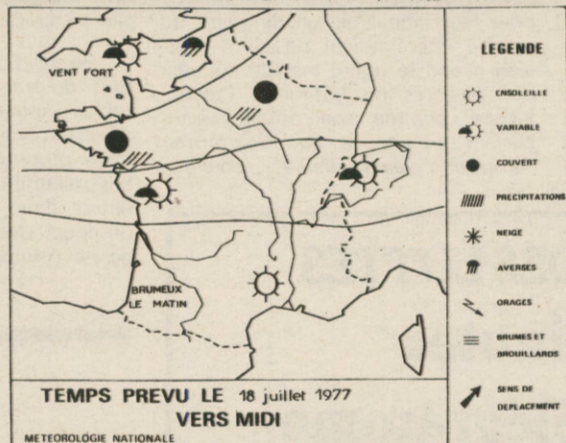 VENT FORT
BRUMEUX
LE MATIN
TEMPS PREVU LE 18 juillet 1977
VERS MIDI
METEOROLOGIE NATIONALE
LEGENDE
ENSOLEILLE
VARIABLE
COUVERT
PRECIPITATIONS
NEIGE
AVERSES
ORAGES
BRUMES ET
BROUILLARDS
SENS DE
DEPLACEMENT